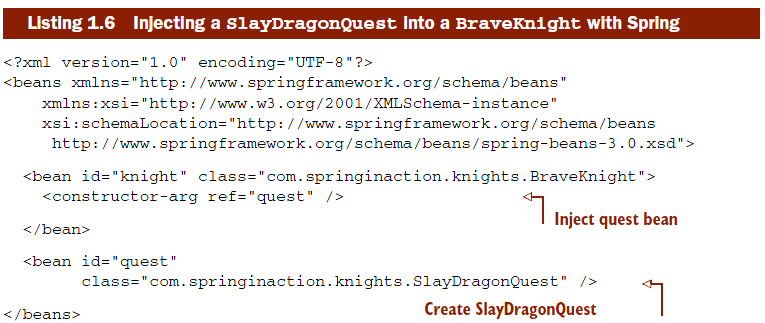 Listing 1.6 Injecting a SlayDragonQuest into a BraveKnight with Spring
<?xml version="1.0" encoding="UTF-8"?>
<beans xmlns="http://www.springframework.org/schema/beans"
xmlns:xsi="http://www.w3.org/2001/XMLSchema-instance"
xsi:schemaLocation="http://www.springframework.org/schema/beans
http://www.springframework.org/schema/beans/spring-beans-3.0.xsd">
<bean id="knight" class="com.springinaction.knights.BraveKnight">
<constructor-arg ref="quest" />
Inject quest bean
</bean>
<bean id="quest"
class="com.springinaction.knights.SlayDragonQuest" />
Create SlayDragonQuest
</beans>